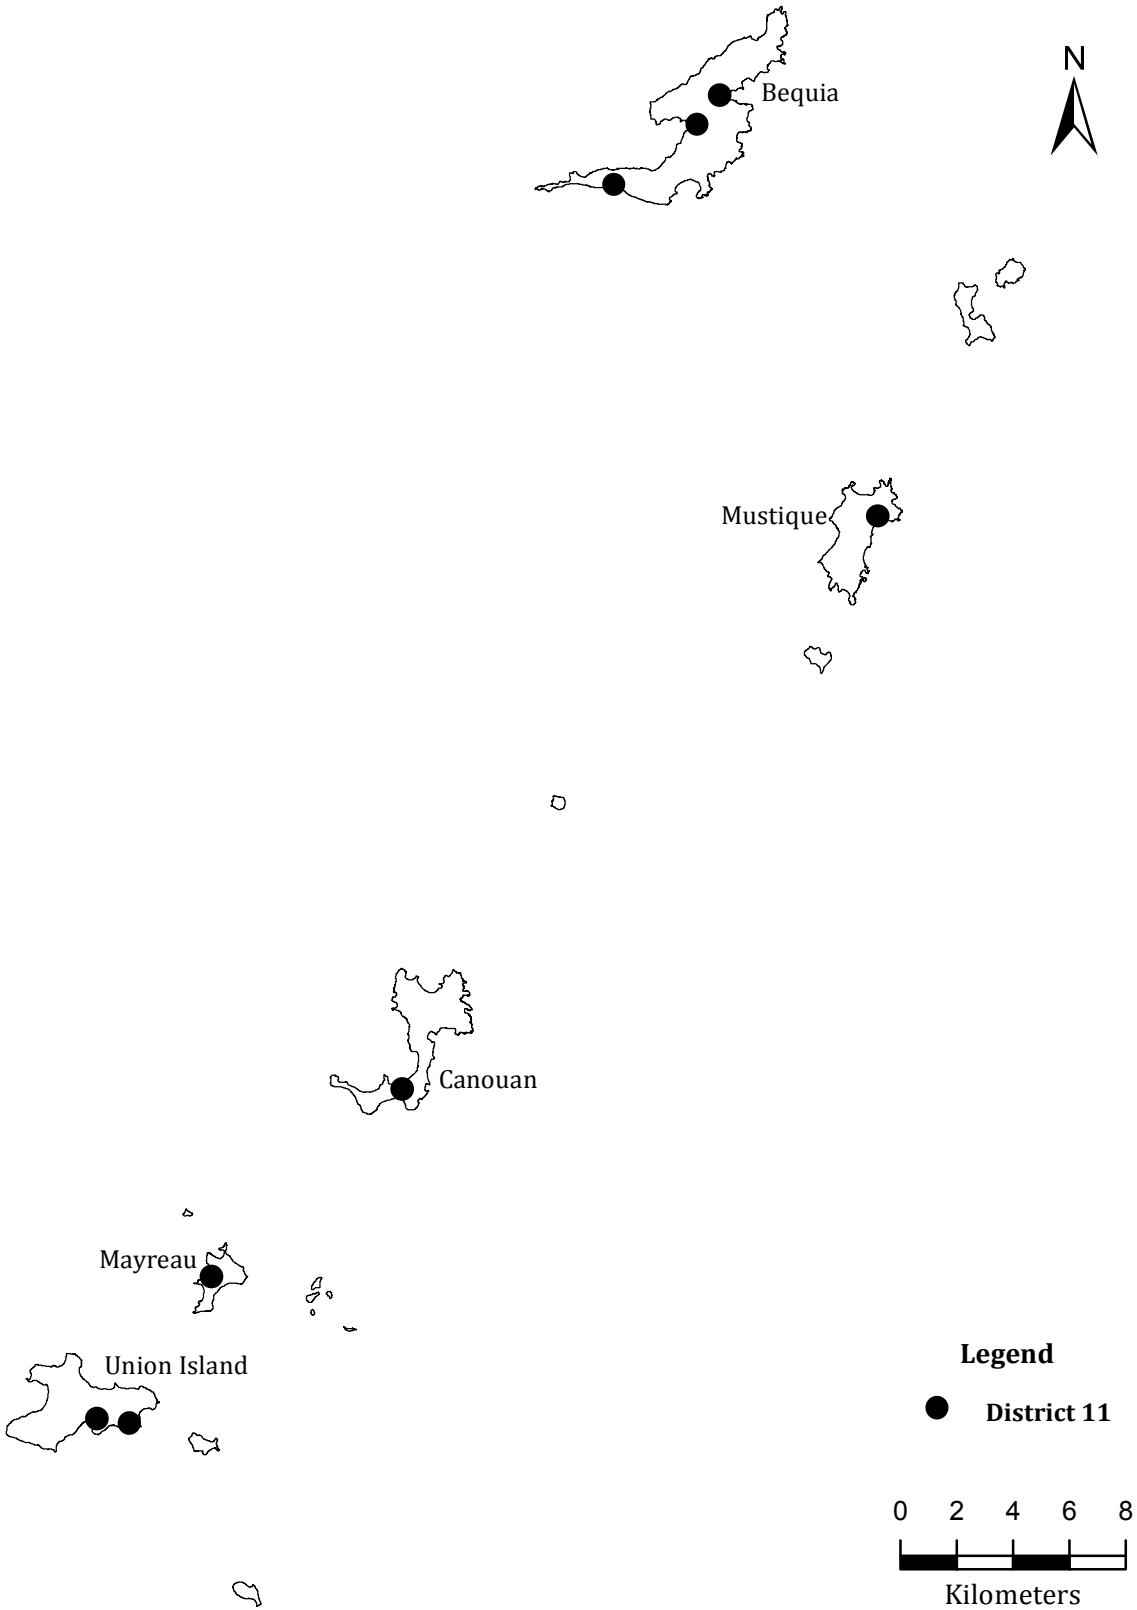 N
Bequia
Mustique
Canouan
Mayreau
Union Island
Legend
District 11
0 2 4 6 8
Kilometers